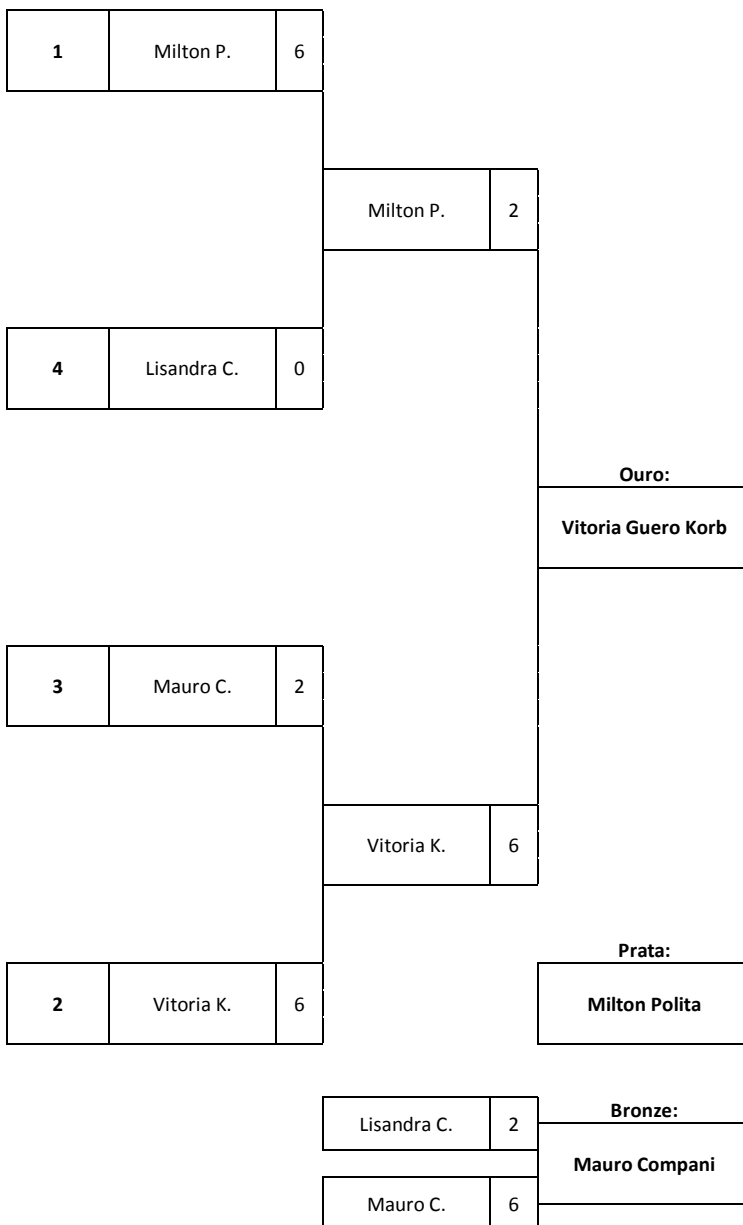 1 Milton P. 6
Milton P. 2
4 Lisandra C. 0
Ouro:
Vitoria Guero Korb
3 Mauro C. 2
Vitoria K. 6
Prata:
2 Vitoria K. 6 Milton Polita
Bronze:
Lisandra C. 2
Mauro Compani
Mauro C. 6